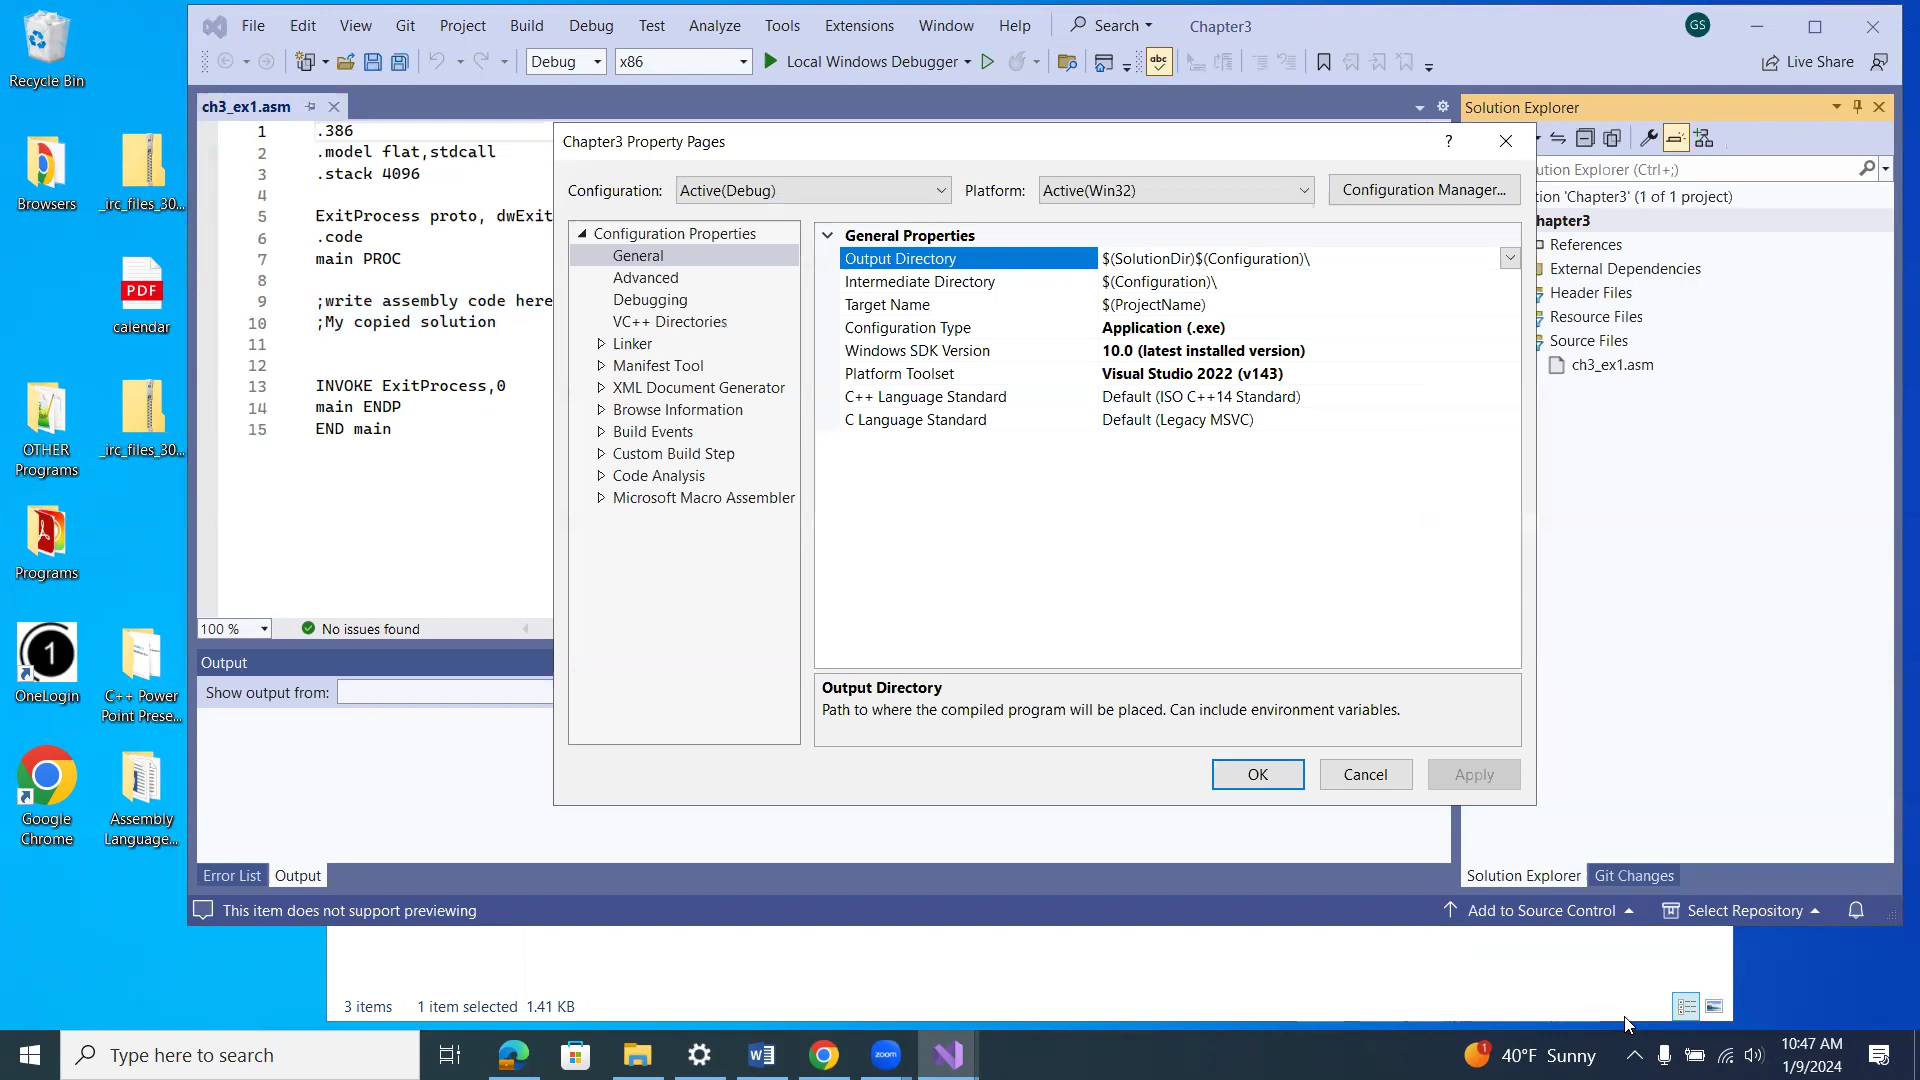 Recycle Bin
Browsers
_irc_files_30...
calendar
OTHER
Programs
_irc_files_30...
Programs
OneLogin
C++ Power
Point Prese...
Google
Chrome
Assembly
Language...
File Edit View Git Project Build Debug Test Analyze Tools Extensions Window Help Search Chapter3 GS
Debug x86 Local Windows Debugger abc Live Share
ch3_ex1.asm
1 .386
2 .model flat,stdcall
3 .stack 4096
4
5 ExitProcess proto, dwExit
6 .code
7 main PROC
8
9 ;write assembly code here
10 ;My copied solution
11
12
13 INVOKE ExitProcess,0
14 main ENDP
15 END main
100 % No issues found
Output
Show output from:
Error List Output
This item does not support previewing
Add to Source Control Select Repository
Chapter3 Property Pages ?
Configuration: Active(Debug) Platform: Active(Win32) Configuration Manager...
Configuration Properties
General
Advanced
Debugging
VC++ Directories
Linker
Manifest Tool
XML Document Generator
Browse Information
Build Events
Custom Build Step
Code Analysis
Microsoft Macro Assembler
General Properties
Output Directory $(SolutionDir)$(Configuration)\
Intermediate Directory $(Configuration)\
Target Name $(ProjectName)
Configuration Type Application (.exe)
Windows SDK Version 10.0 (latest installed version)
Platform Toolset Visual Studio 2022 (v143)
C++ Language Standard Default (ISO C++14 Standard)
C Language Standard Default (Legacy MSVC)
Output Directory
Path to where the compiled program will be placed. Can include environment variables.
OK Cancel Apply
Solution Explorer
ution Explorer (Ctrl+;)
tion 'Chapter3' (1 of 1 project)
hapter3
References
External Dependencies
Header Files
Resource Files
Source Files
ch3_ex1.asm
Solution Explorer Git Changes
3 items 1 item selected 1.41 KB
Type here to search
zoom
1 40°F Sunny
10:47 AM
1/9/2024